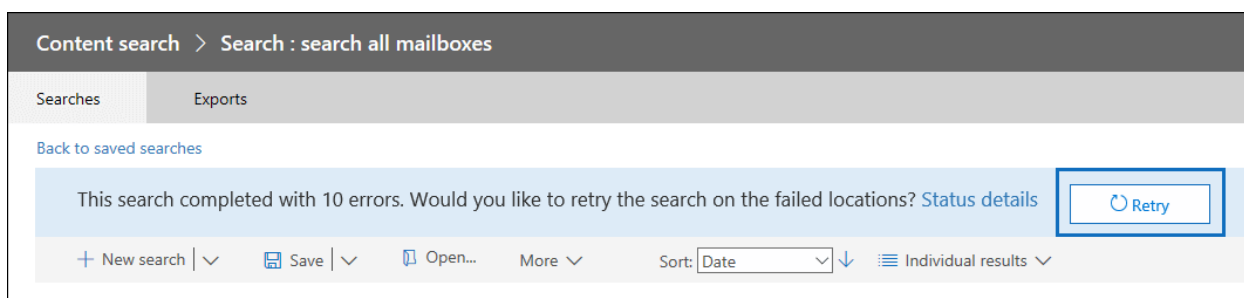 Content search > Search : search all mailboxes
Searches Exports
Back to saved searches
This search completed with 10 errors. Would you like to retry the search on the failed locations? Status details Retry
New search Save Open... More Sort: Date Individual results